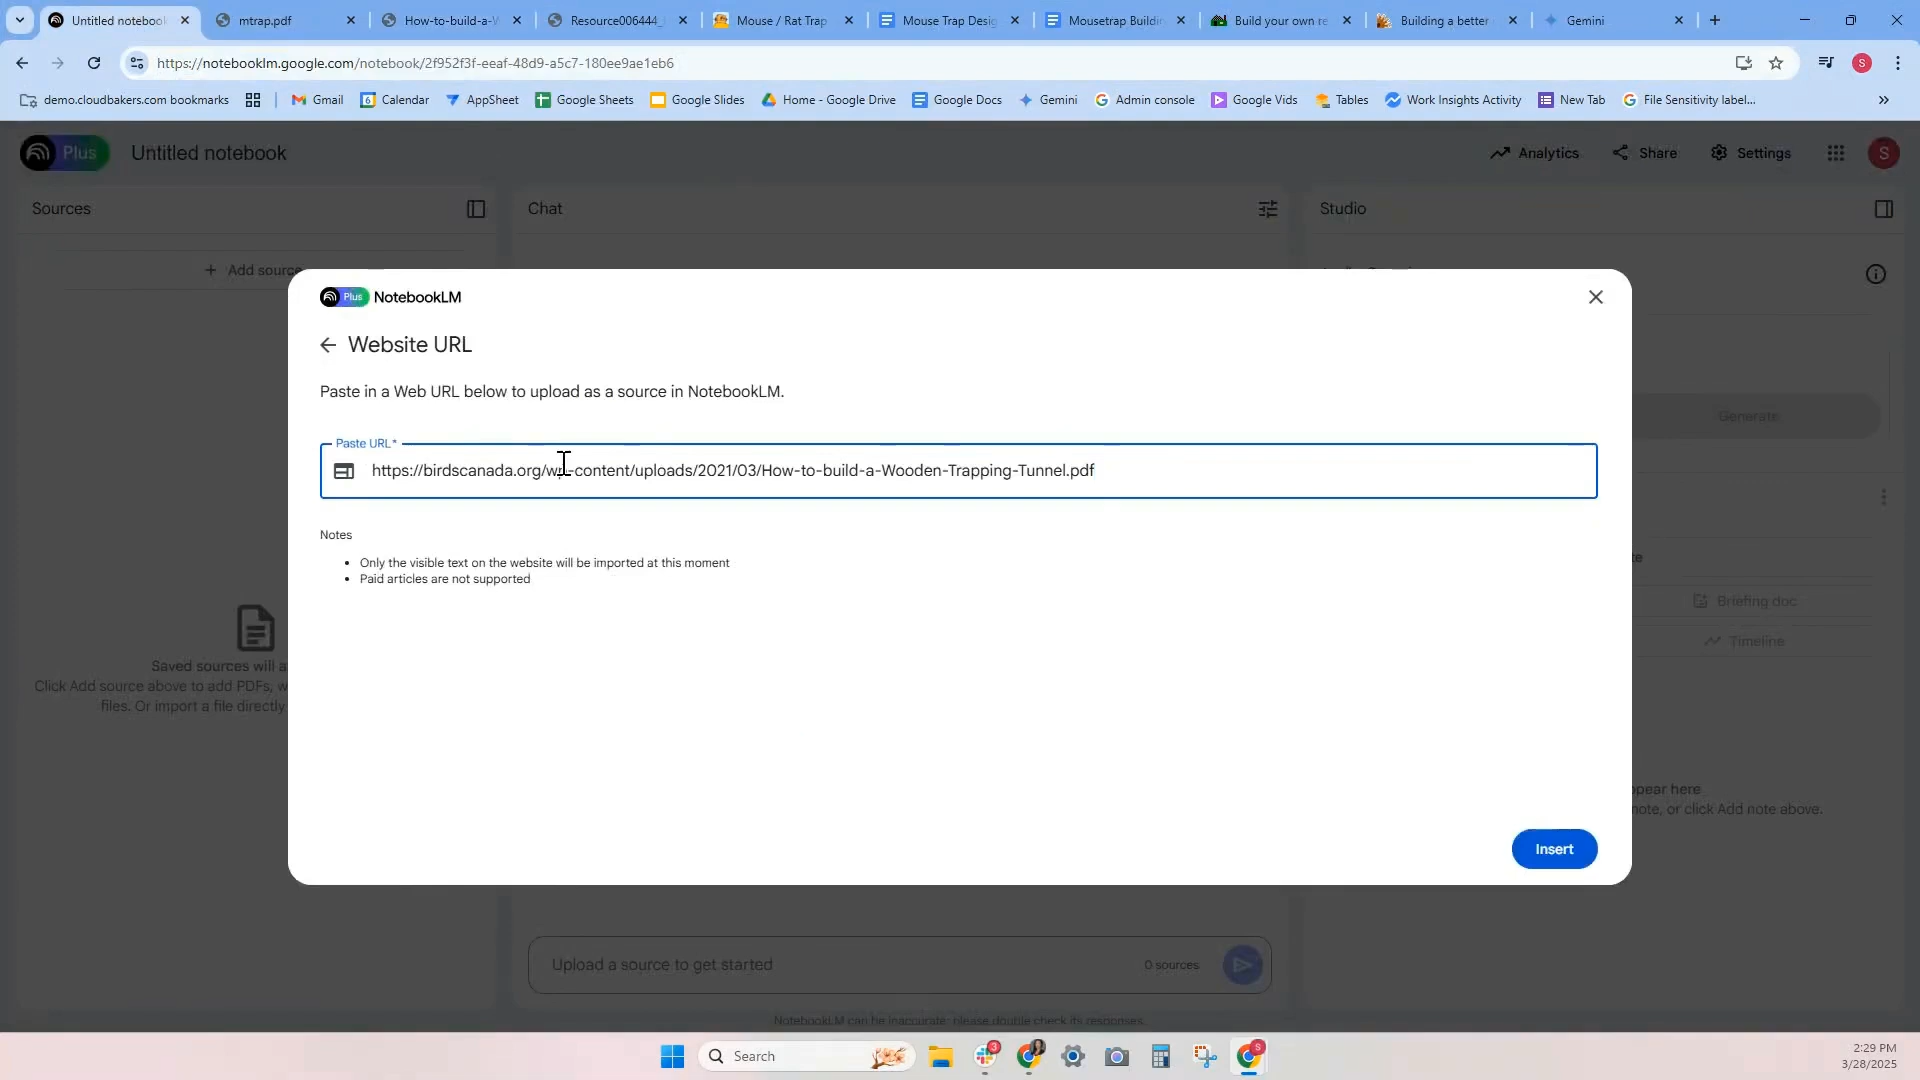 Untitled notebook
mtrap.pdf
How-to-build-a-W
Resource006444_
Mouse / Rat Trap
Mouse Trap Desig
Mousetrap Buildin
Build your own re
Building a better
Gemini
https://notebooklm.google.com/notebook/2f952f3f-eeaf-48d9-a5c7-180ee9ae1eb6
S
demo.cloudbakers.com bookmarks
Gmail
Calendar
AppSheet
Google Sheets
Google Slides
Home - Google Drive
Google Docs
Gemini
Admin console
Google Vids
Tables
Work Insights Activity
New Tab
File Sensitivity label...
Plus
Untitled notebook
Analytics
Share
Settings
S
Sources
Chat
Studio
+ Add source
Plus NotebookLM
Website URL
Paste in a Web URL below to upload as a source in NotebookLM.
Generate
Paste URL*
https://birdscanada.org/wp-content/uploads/2021/03/How-to-build-a-Wooden-Trapping-Tunnel.pdf
Notes
• Only the visible text on the website will be imported at this moment
• Paid articles are not supported
Briefing doc
Timeline
Saved sources will a
Click Add source above to add PDFs, w
files. Or import a file directly
ppear here
note, or click Add note above.
Insert
Upload a source to get started
0 sources
NotebookLM can be inaccurate; please double check its responses.
Search
3
S
2:29 PM
3/28/2025